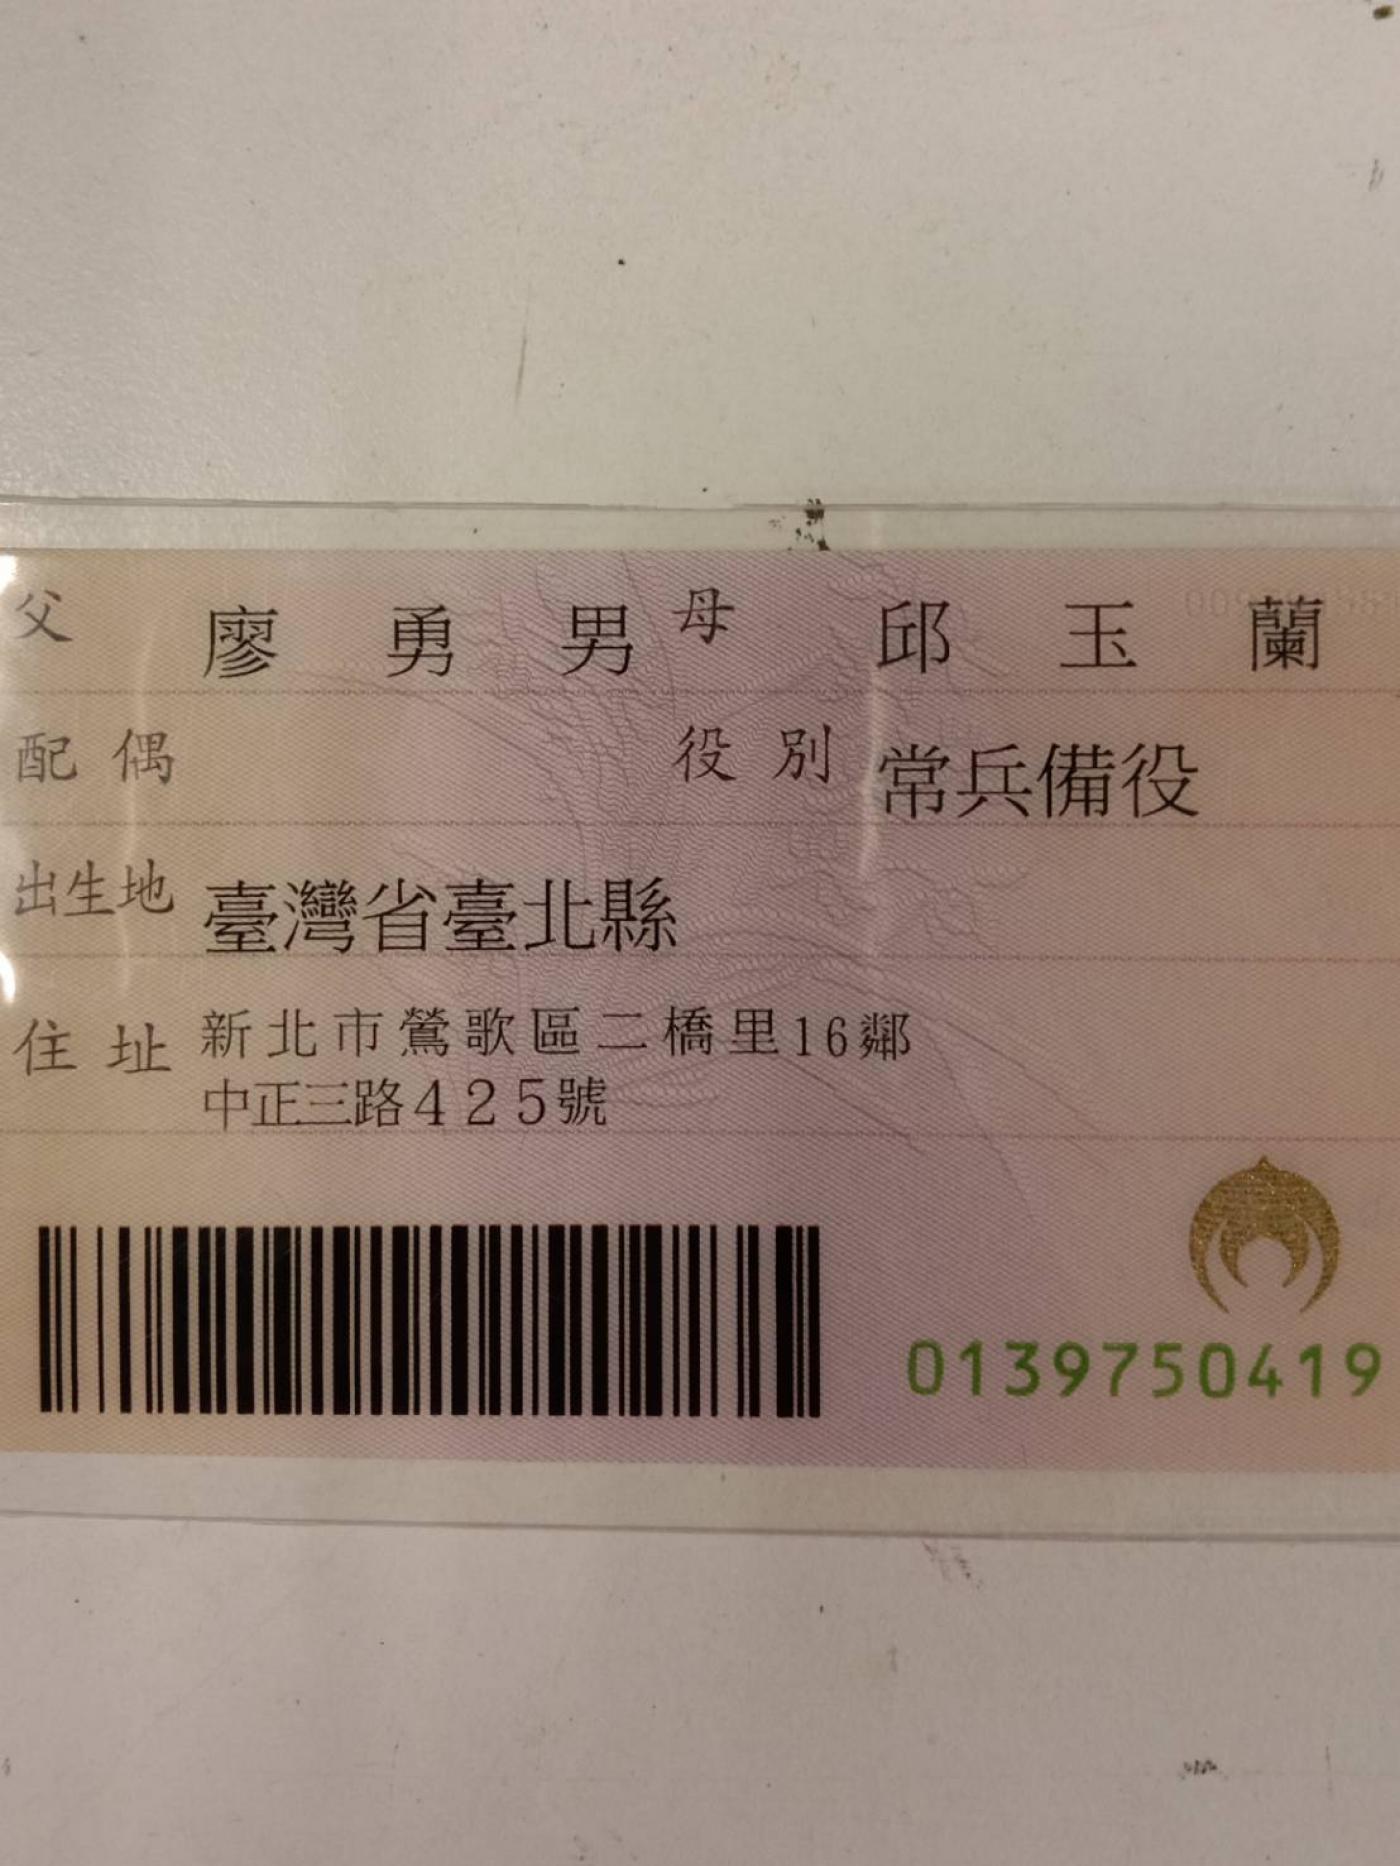 父 廖勇男 母 邱玉蘭
配偶 役別 常兵備役
出生地 臺灣省臺北縣
住址 新北市鶯歌區二橋里16鄰
中正三路425號
0139750419